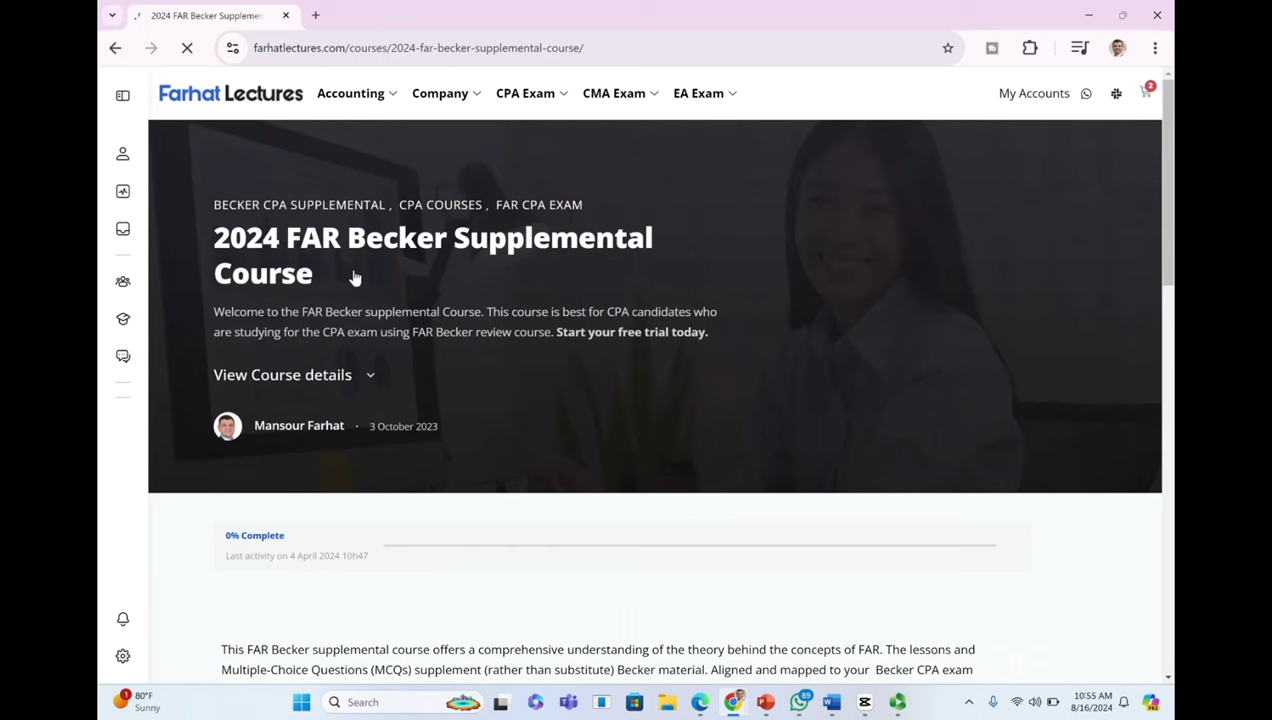 2024 FAR Becker Supplemen
farhatlectures.com/courses/2024-far-becker-supplemental-course/
Farhat Lectures
Accounting
Company
CPA Exam
CMA Exam
EA Exam
My Accounts
2
BECKER CPA SUPPLEMENTAL , CPA COURSES , FAR CPA EXAM
2024 FAR Becker Supplemental
Course
Welcome to the FAR Becker supplemental Course. This course is best for CPA candidates who
are studying for the CPA exam using FAR Becker review course. Start your free trial today.
View Course details
Mansour Farhat · 3 October 2023
0% Complete
Last activity on 4 April 2024 10h47
This FAR Becker supplemental course offers a comprehensive understanding of the theory behind the concepts of FAR. The lessons and
Multiple-Choice Questions (MCQs) supplement (rather than substitute) Becker material. Aligned and mapped to your Becker CPA exam
1
80°F
Sunny
Search
89
10:55 AM
8/16/2024